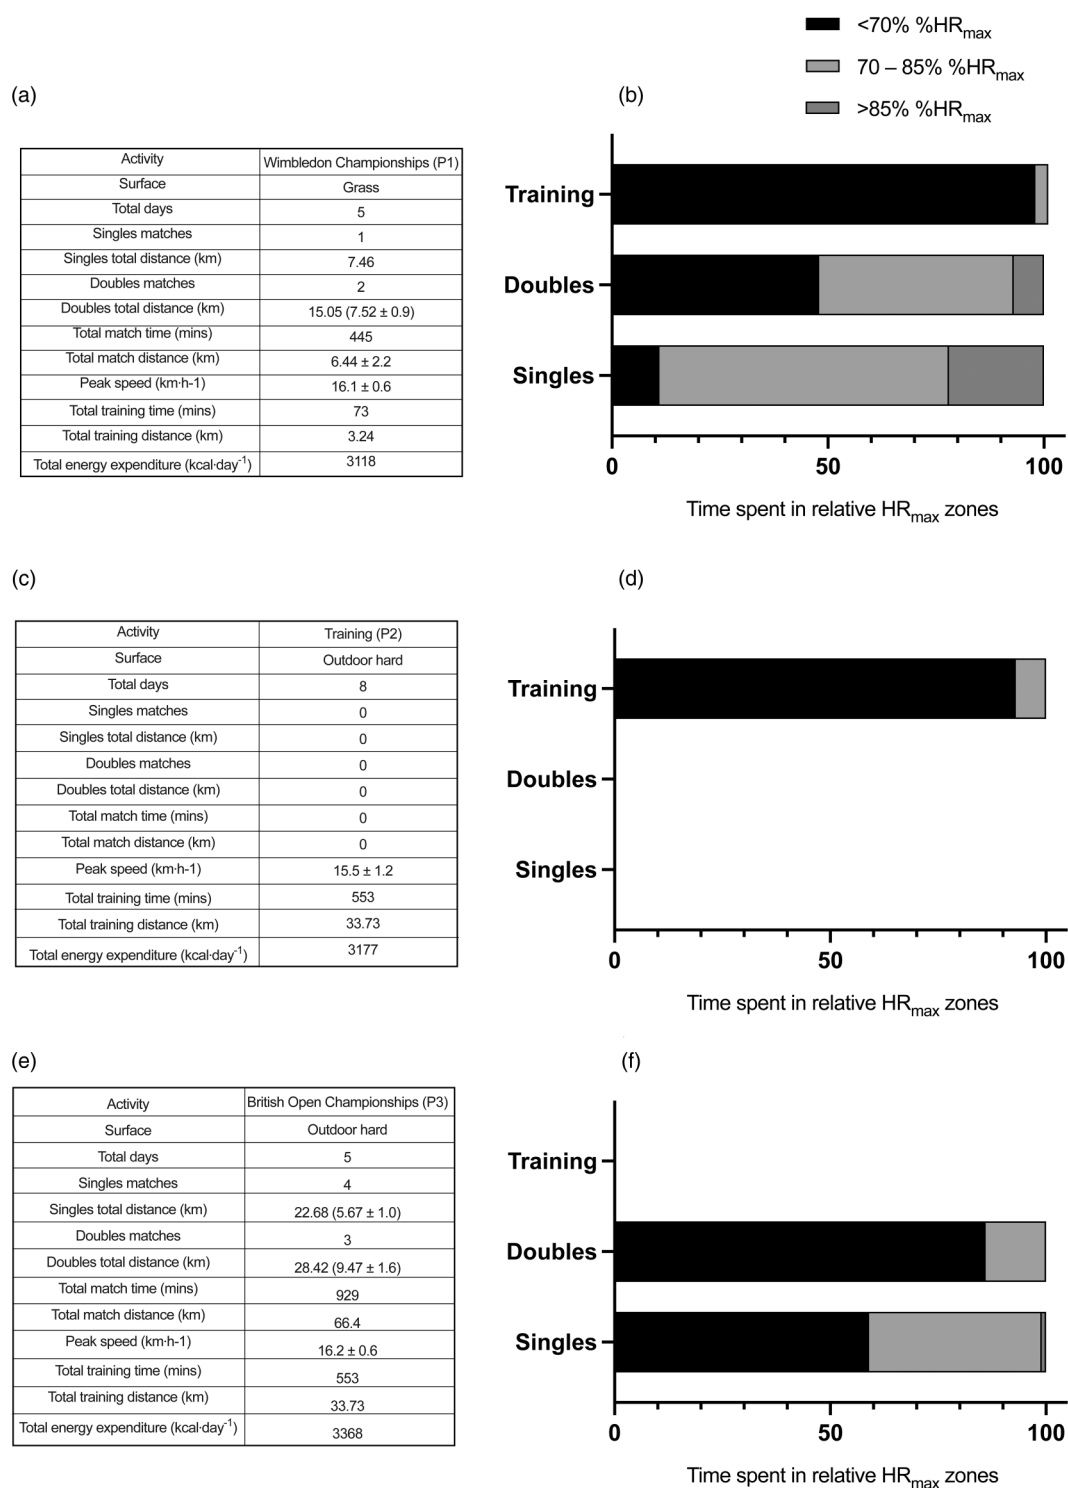 <70% %HRmax
70 – 85% %HRmax
>85% %HRmax
(a)
Activity Wimbledon Championships (P1)
Surface Grass
Total days 5
Singles matches 1
Singles total distance (km) 7.46
Doubles matches 2
Doubles total distance (km) 15.05 (7.52 ± 0.9)
Total match time (mins) 445
Total match distance (km) 6.44 ± 2.2
Peak speed (km·h-1) 16.1 ± 0.6
Total training time (mins) 73
Total training distance (km) 3.24
Total energy expenditure (kcal·day-1) 3118
(b)
Training
Doubles
Singles
0 50 100
Time spent in relative HRmax zones
(c)
Activity Training (P2)
Surface Outdoor hard
Total days 8
Singles matches 0
Singles total distance (km) 0
Doubles matches 0
Doubles total distance (km) 0
Total match time (mins) 0
Total match distance (km) 0
Peak speed (km·h-1) 15.5 ± 1.2
Total training time (mins) 553
Total training distance (km) 33.73
Total energy expenditure (kcal·day-1) 3177
(d)
Training
Doubles
Singles
0 50 100
Time spent in relative HRmax zones
(e)
Activity British Open Championships (P3)
Surface Outdoor hard
Total days 5
Singles matches 4
Singles total distance (km) 22.68 (5.67 ± 1.0)
Doubles matches 3
Doubles total distance (km) 28.42 (9.47 ± 1.6)
Total match time (mins) 929
Total match distance (km) 66.4
Peak speed (km·h-1) 16.2 ± 0.6
Total training time (mins) 553
Total training distance (km) 33.73
Total energy expenditure (kcal·day-1) 3368
(f)
Training
Doubles
Singles
0 50 100
Time spent in relative HRmax zones